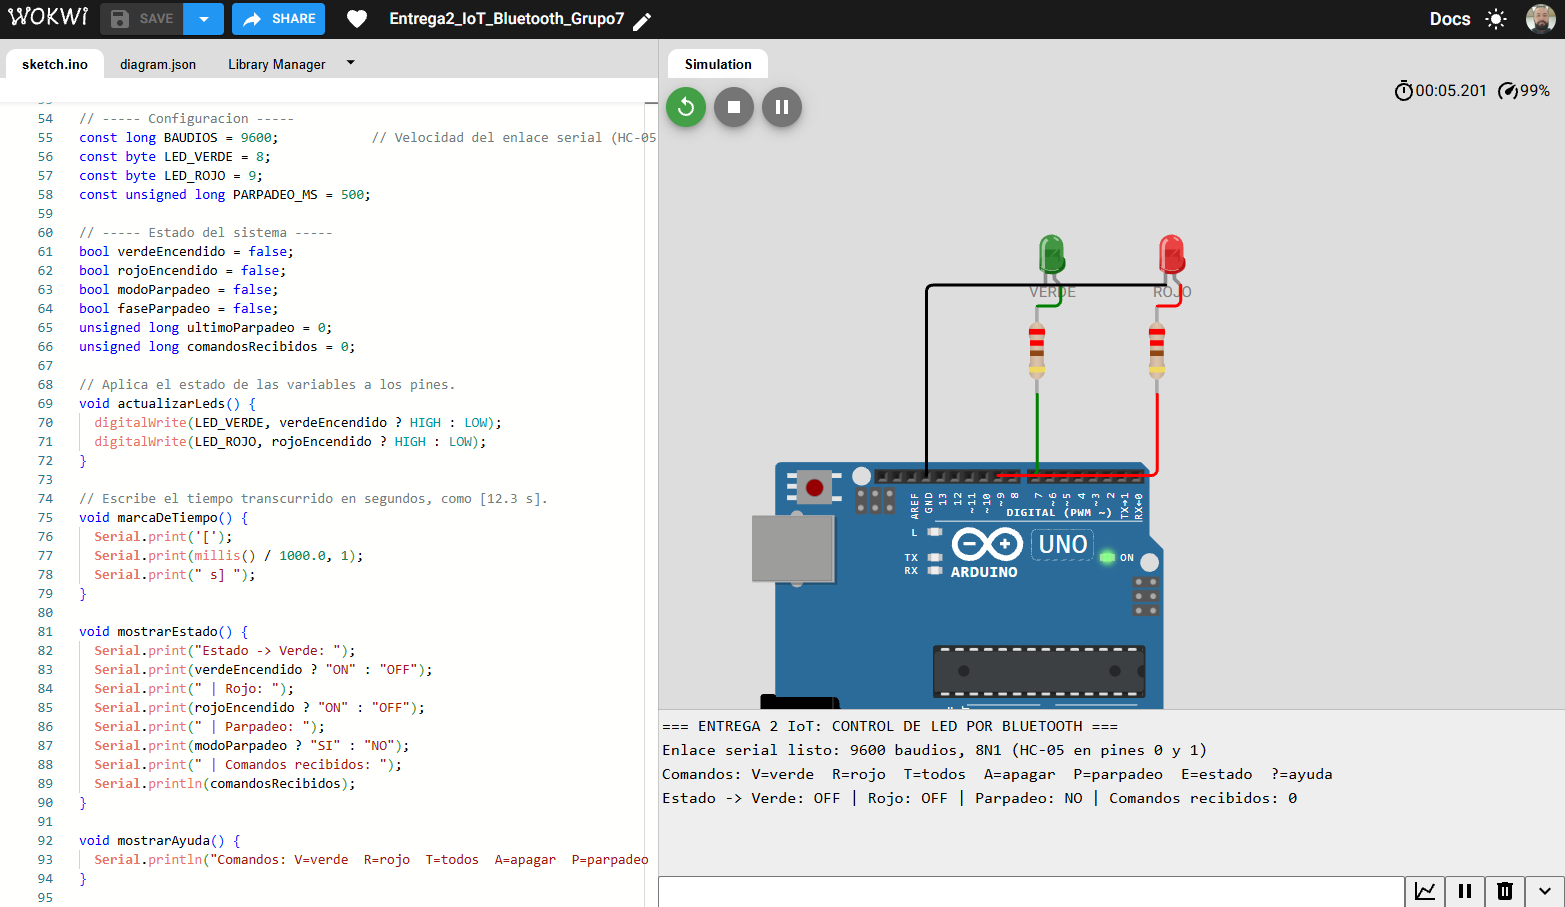 WOKWI SAVE SHARE Entrega2_IoT_Bluetooth_Grupo7 Docs
sketch.ino diagram.json Library Manager
Simulation
00:05.201 99%
54 // ----- Configuracion -----
55 const long BAUDIOS = 9600; // Velocidad del enlace serial (HC-05
56 const byte LED_VERDE = 8;
57 const byte LED_ROJO = 9;
58 const unsigned long PARPADEO_MS = 500;
59
60 // ----- Estado del sistema -----
61 bool verdeEncendido = false;
62 bool rojoEncendido = false;
63 bool modoParpadeo = false;
64 bool faseParpadeo = false;
65 unsigned long ultimoParpadeo = 0;
66 unsigned long comandosRecibidos = 0;
67
68 // Aplica el estado de las variables a los pines.
69 void actualizarLeds() {
70 digitalWrite(LED_VERDE, verdeEncendido ? HIGH : LOW);
71 digitalWrite(LED_ROJO, rojoEncendido ? HIGH : LOW);
72 }
73
74 // Escribe el tiempo transcurrido en segundos, como [12.3 s].
75 void marcaDeTiempo() {
76 Serial.print('[');
77 Serial.print(millis() / 1000.0, 1);
78 Serial.print(" s] ");
79 }
80
81 void mostrarEstado() {
82 Serial.print("Estado -> Verde: ");
83 Serial.print(verdeEncendido ? "ON" : "OFF");
84 Serial.print(" | Rojo: ");
85 Serial.print(rojoEncendido ? "ON" : "OFF");
86 Serial.print(" | Parpadeo: ");
87 Serial.print(modoParpadeo ? "SI" : "NO");
88 Serial.print(" | Comandos recibidos: ");
89 Serial.println(comandosRecibidos);
90 }
91
92 void mostrarAyuda() {
93 Serial.println("Comandos: V=verde R=rojo T=todos A=apagar P=parpadeo
94 }
95
VERDE ROJO
AREF GND 13 12 ~11 ~10 ~9 8 7 ~6 ~5 4 ~3 2 TX→1 RX←0
DIGITAL (PWM ~)
L
TX
RX
UNO
ON
ARDUINO
=== ENTREGA 2 IoT: CONTROL DE LED POR BLUETOOTH ===
Enlace serial listo: 9600 baudios, 8N1 (HC-05 en pines 0 y 1)
Comandos: V=verde R=rojo T=todos A=apagar P=parpadeo E=estado ?=ayuda
Estado -> Verde: OFF | Rojo: OFF | Parpadeo: NO | Comandos recibidos: 0